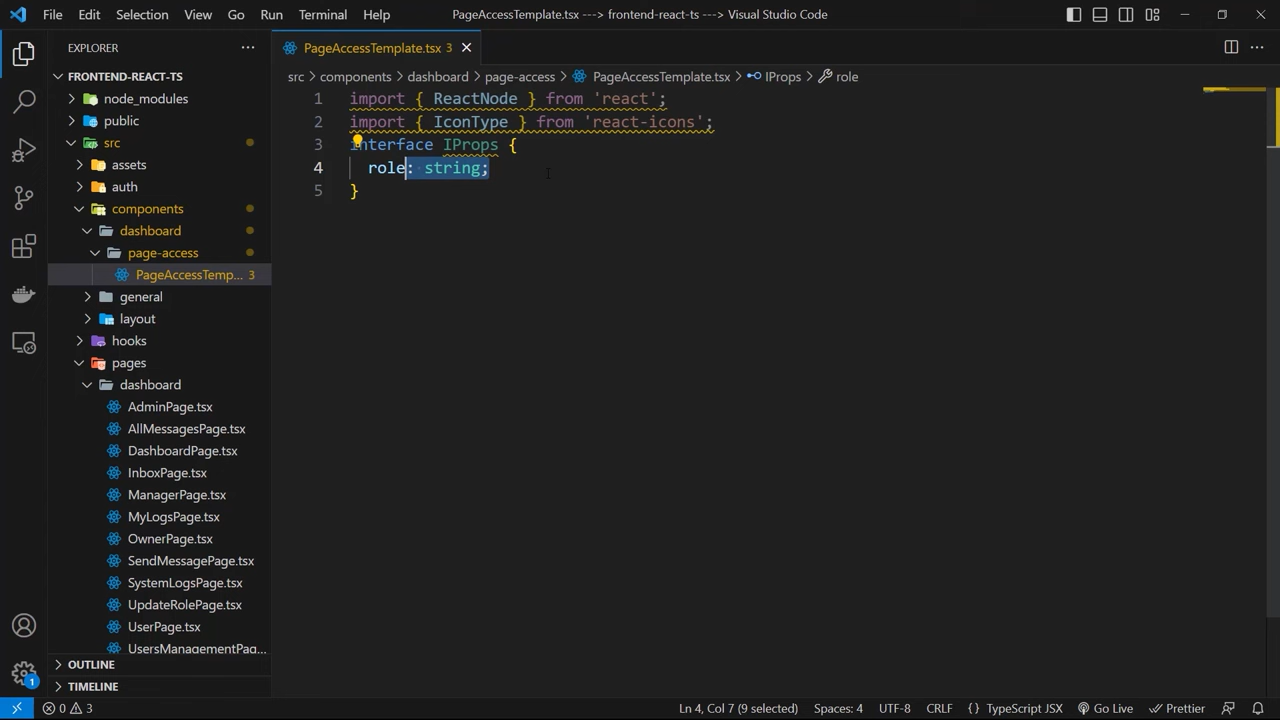 File Edit Selection View Go Run Terminal Help
PageAccessTemplate.tsx ---> frontend-react-ts ---> Visual Studio Code
EXPLORER
PageAccessTemplate.tsx 3
FRONTEND-REACT-TS
node_modules
public
src
assets
auth
components
dashboard
page-access
PageAccessTemp... 3
general
layout
hooks
pages
dashboard
AdminPage.tsx
AllMessagesPage.tsx
DashboardPage.tsx
InboxPage.tsx
ManagerPage.tsx
MyLogsPage.tsx
OwnerPage.tsx
SendMessagePage.tsx
SystemLogsPage.tsx
UpdateRolePage.tsx
UserPage.tsx
UsersManagementPag...
OUTLINE
TIMELINE
src > components > dashboard > page-access > PageAccessTemplate.tsx > IProps > role
1 import { ReactNode } from 'react';
2 import { IconType } from 'react-icons';
3 interface IProps {
4 role: string;
5 }
1
0 3
Ln 4, Col 7 (9 selected) Spaces: 4 UTF-8 CRLF {} TypeScript JSX Go Live Prettier